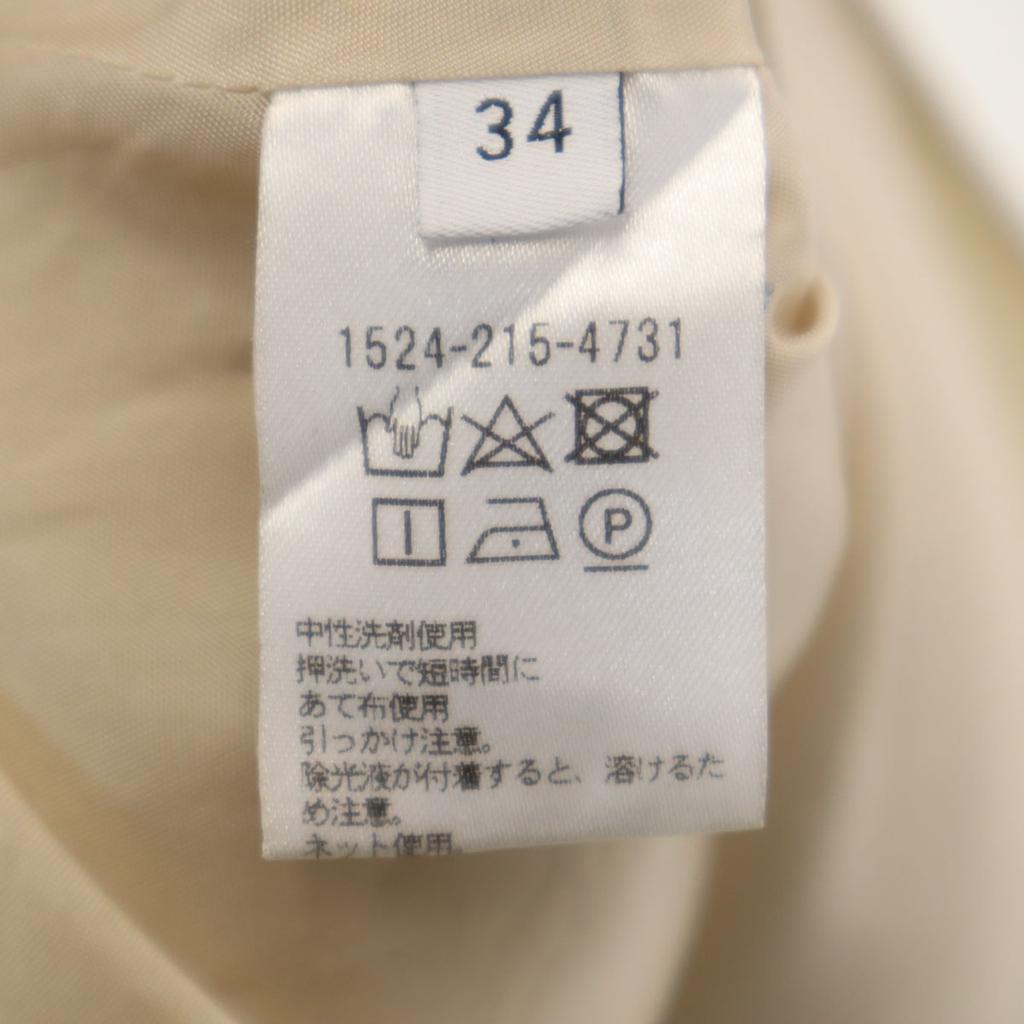 34
1524-215-4731
P
中性洗剤使用
押洗いで短時間に
あて布使用
引っかけ注意。
除光液が付着すると、溶けるた
め注意。
ネット使用